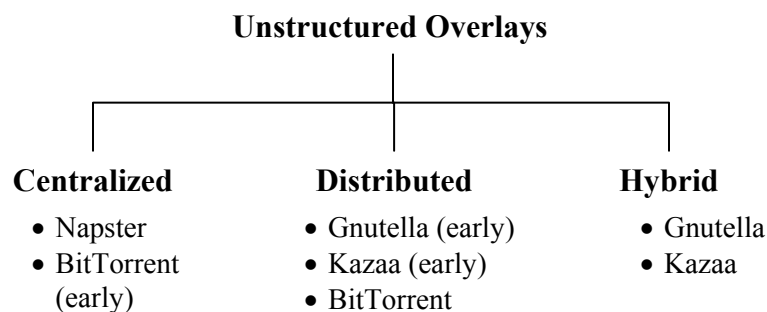 Unstructured Overlays
Centralized
• Napster
• BitTorrent
(early)
Distributed
• Gnutella (early)
• Kazaa (early)
• BitTorrent
Hybrid
• Gnutella
• Kazaa